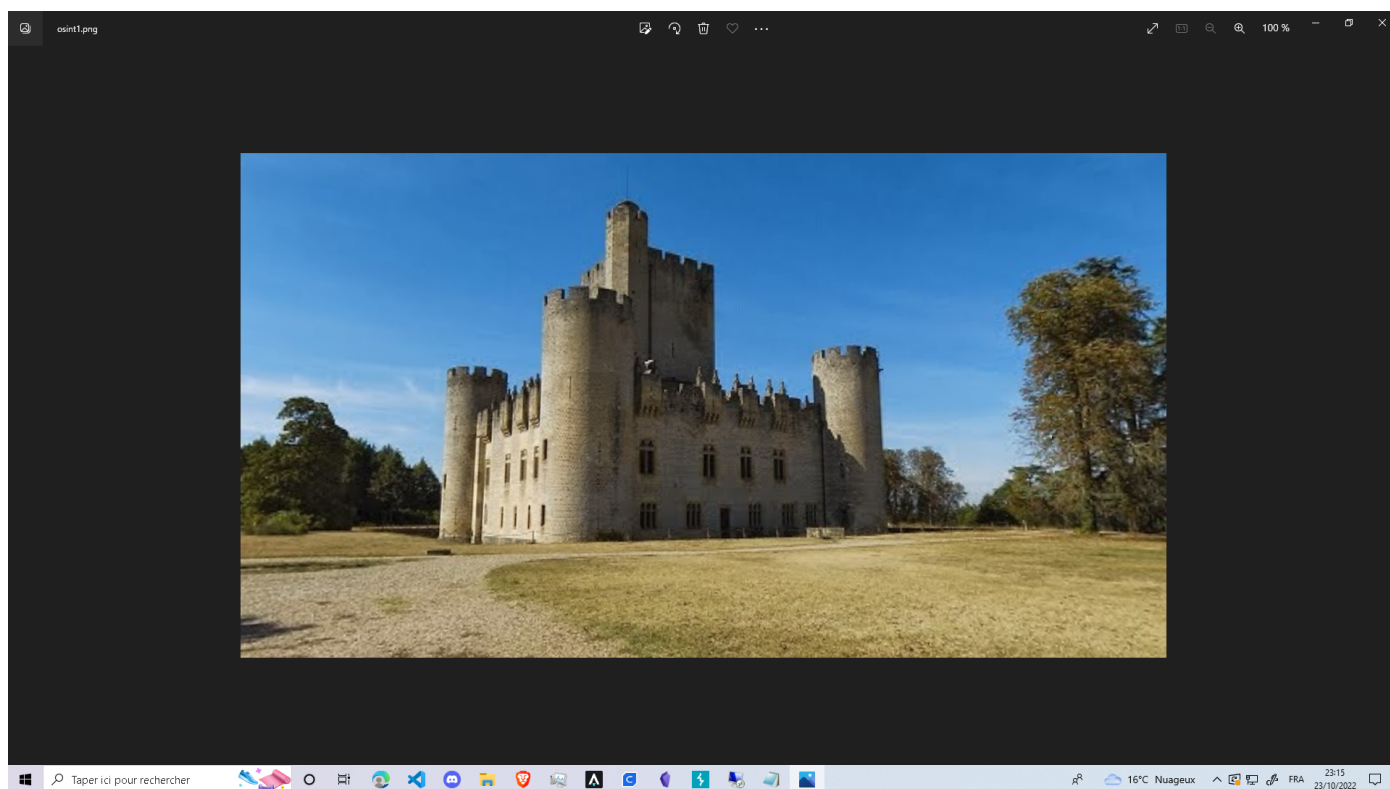 osint1.png
100 %
Taper ici pour rechercher
16°C Nuageux
FRA
23:15
23/10/2022